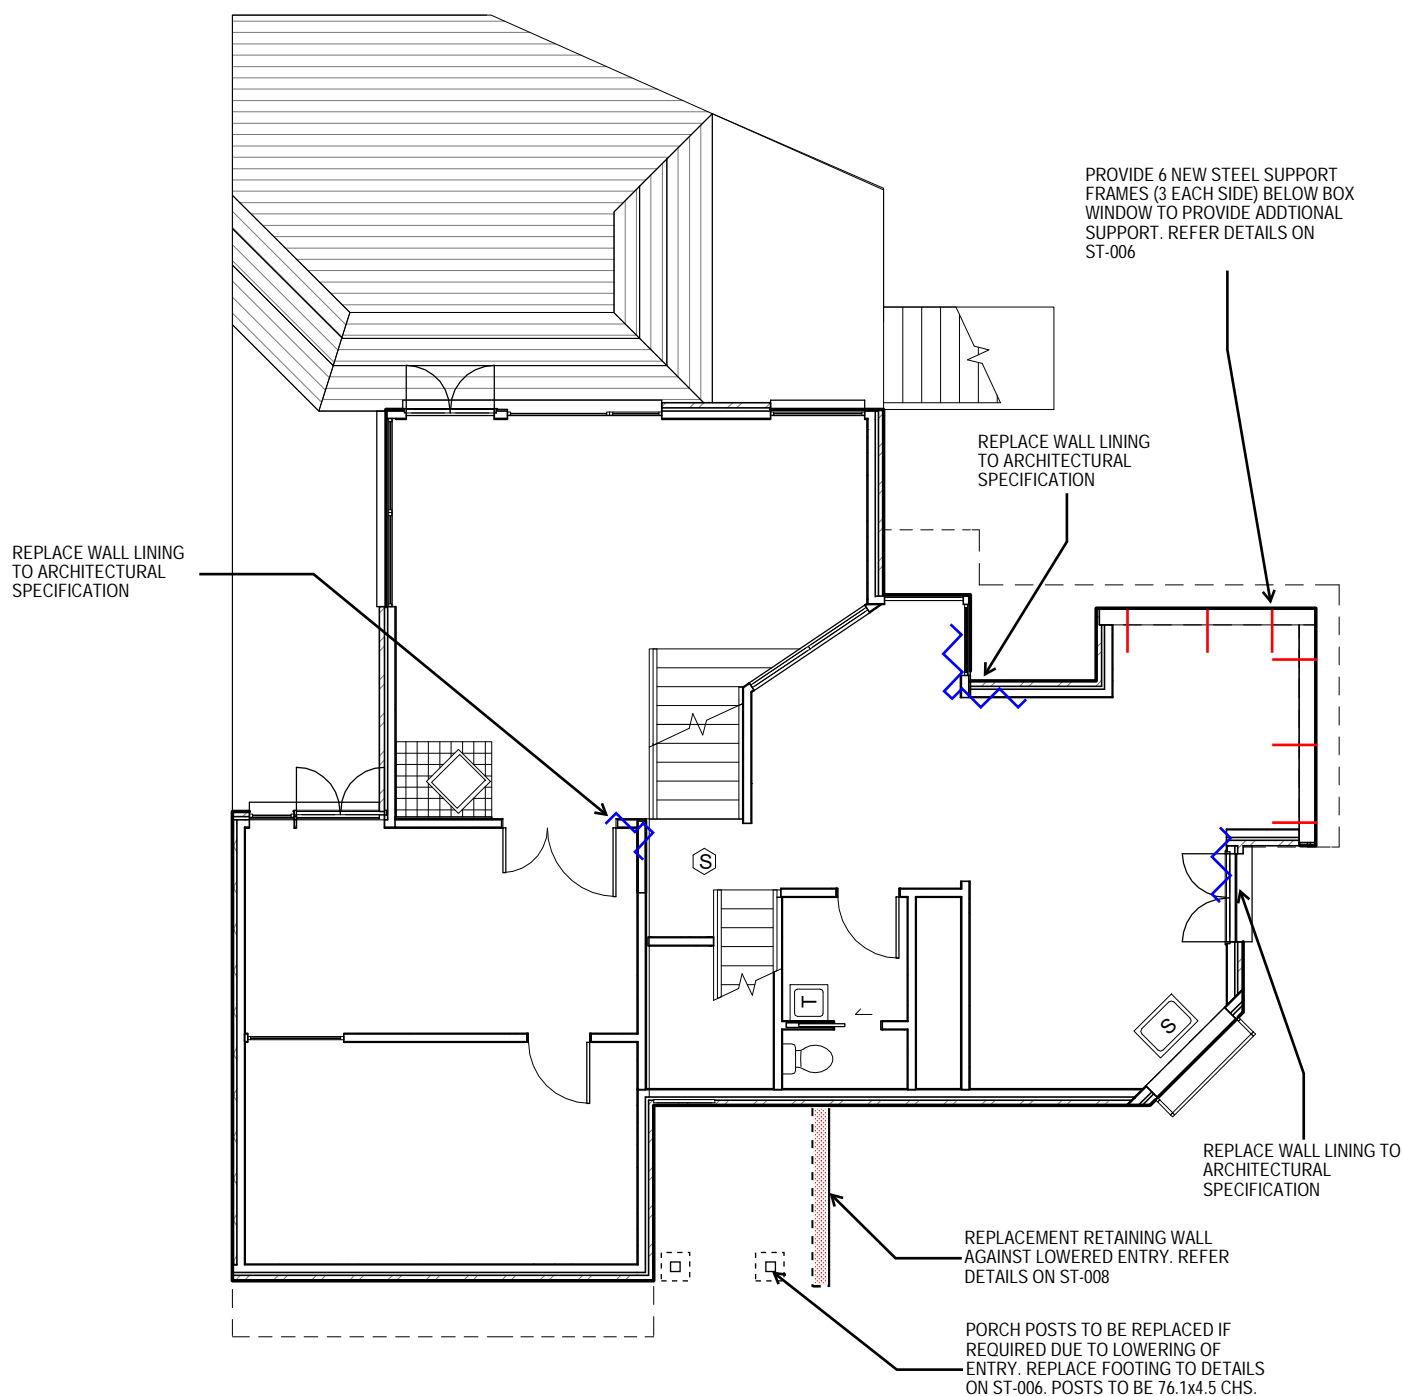 PROVIDE 6 NEW STEEL SUPPORT
FRAMES (3 EACH SIDE) BELOW BOX
WINDOW TO PROVIDE ADDTIONAL
SUPPORT. REFER DETAILS ON
ST-006
REPLACE WALL LINING
TO ARCHITECTURAL
SPECIFICATION
REPLACE WALL LINING
TO ARCHITECTURAL
SPECIFICATION
S
T
S
REPLACE WALL LINING TO
ARCHITECTURAL
SPECIFICATION
REPLACEMENT RETAINING WALL
AGAINST LOWERED ENTRY. REFER
DETAILS ON ST-008
PORCH POSTS TO BE REPLACED IF
REQUIRED DUE TO LOWERING OF
ENTRY. REPLACE FOOTING TO DETAILS
ON ST-006. POSTS TO BE 76.1x4.5 CHS.